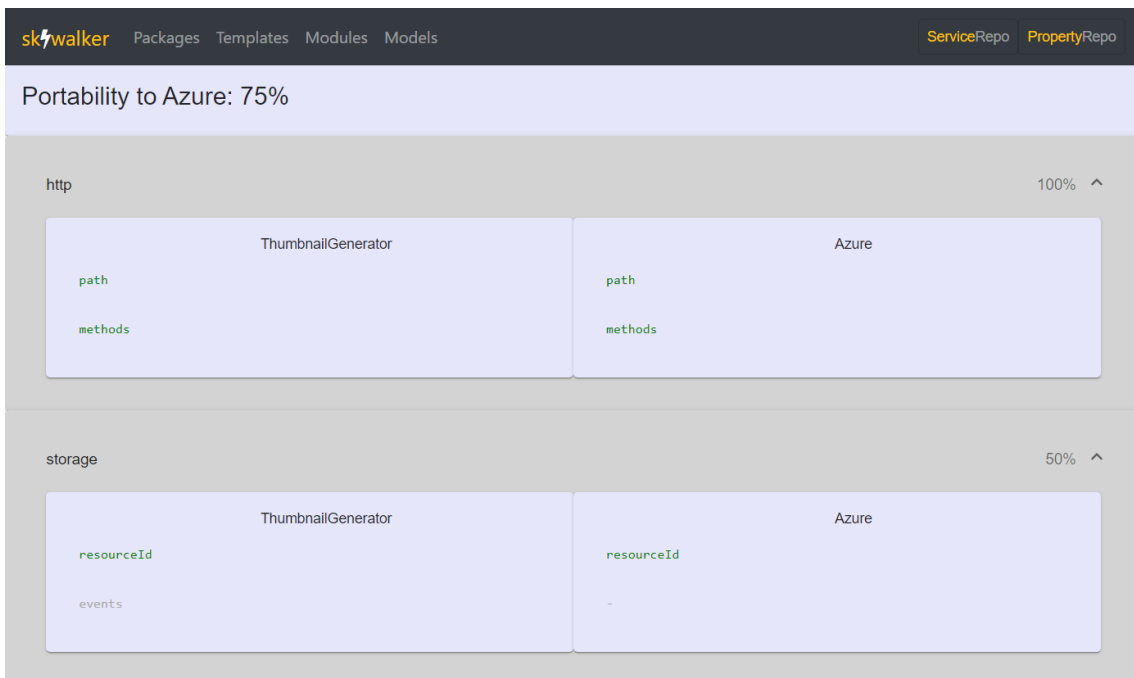 skywalker Packages Templates Modules Models ServiceRepo PropertyRepo
Portability to Azure: 75%
http 100%
ThumbnailGenerator Azure
path path
methods methods
storage 50%
ThumbnailGenerator Azure
resourceId resourceId
events -